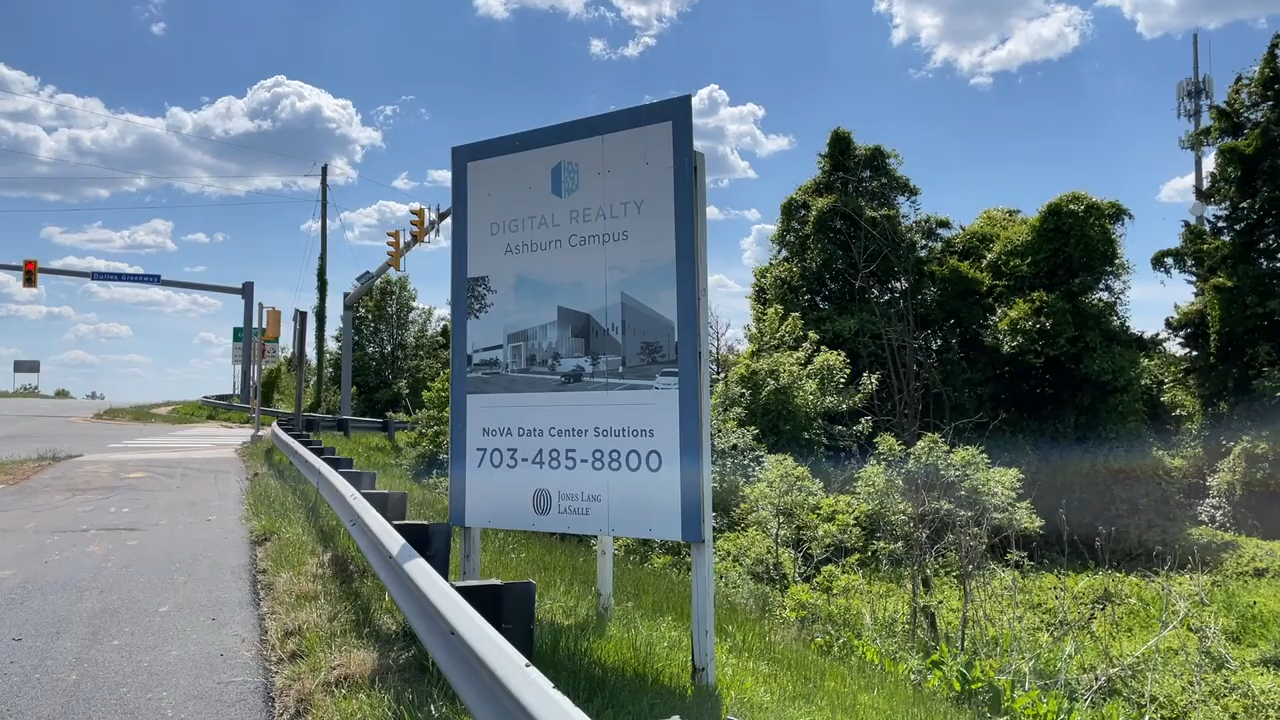 Dulles Greenway
DIGITAL REALTY
Ashburn Campus
NoVA Data Center Solutions
703-485-8800
JONES LANG
LASALLE